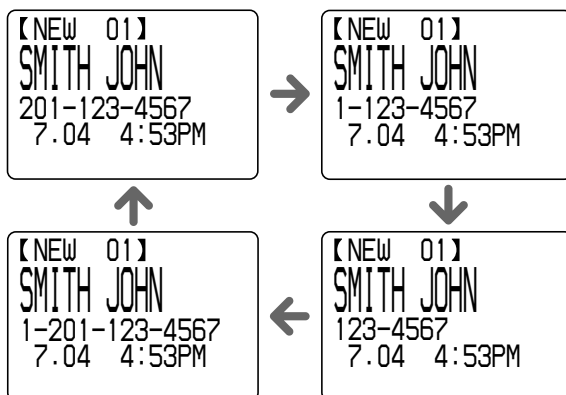 【NEW 01】
SMITH JOHN
201-123-4567
7.04 4:53PM
【NEW 01】
SMITH JOHN
1-123-4567
7.04 4:53PM
【NEW 01】
SMITH JOHN
1-201-123-4567
7.04 4:53PM
【NEW 01】
SMITH JOHN
123-4567
7.04 4:53PM